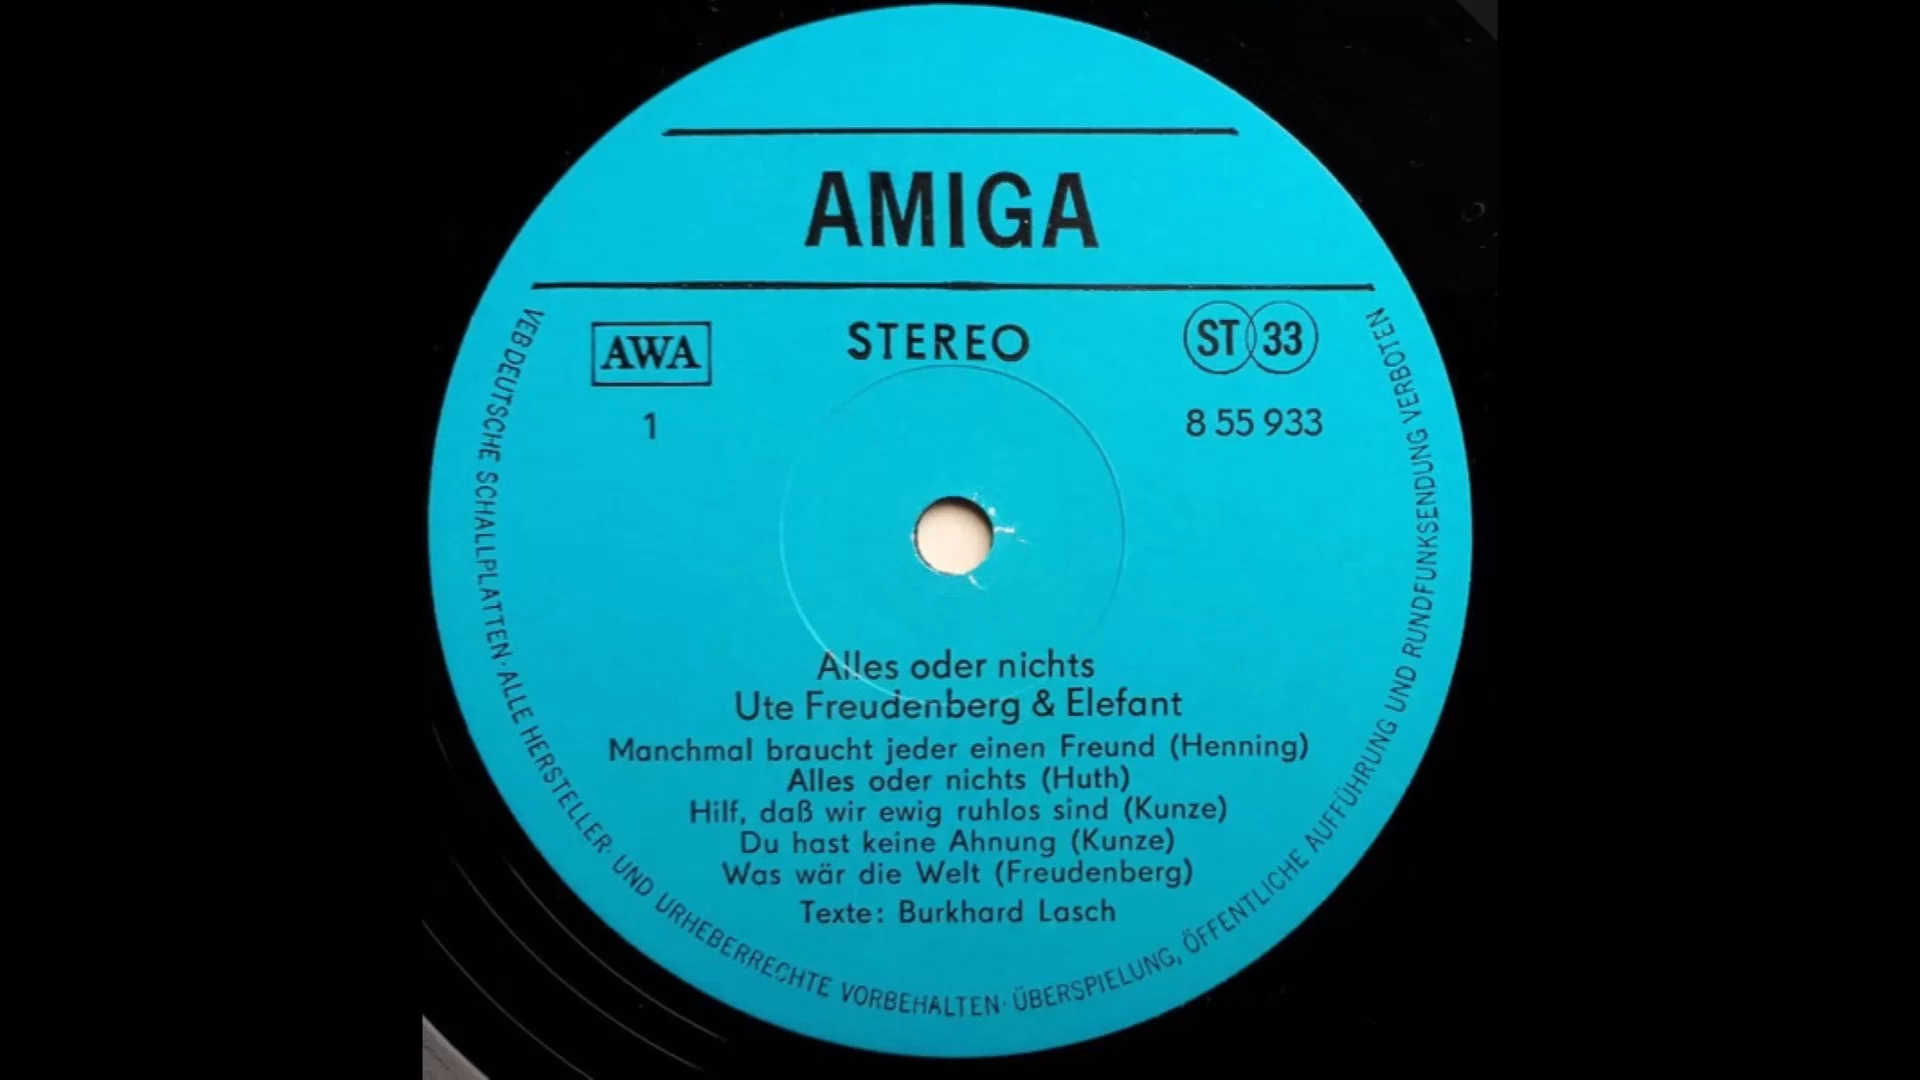 AMIGA
AWA
STEREO
ST 33
1
8 55 933
Alles oder nichts
Ute Freudenberg & Elefant
Manchmal braucht jeder einen Freund (Henning)
Alles oder nichts (Huth)
Hilf, daß wir ewig ruhlos sind (Kunze)
Du hast keine Ahnung (Kunze)
Was wär die Welt (Freudenberg)
Texte: Burkhard Lasch
VEB DEUTSCHE SCHALLPLATTEN · ALLE HERSTELLER- UND URHEBERRECHTE VORBEHALTEN · ÜBERSPIELUNG, ÖFFENTLICHE AUFFÜHRUNG UND RUNDFUNKSENDUNG VERBOTEN